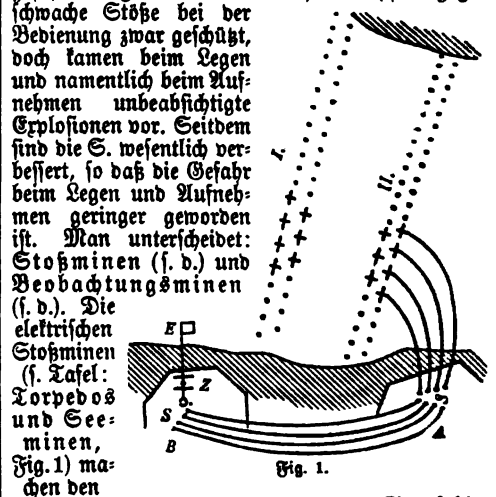 schwache Stöße bei der
Bedienung zwar geschützt,
doch kamen beim Legen
und namentlich beim Auf-
nehmen unbeabsichtigte
Explosionen vor. Seitdem
sind die S. wesentlich ver-
bessert, so daß die Gefahr
beim Legen und Aufneh-
men geringer geworden
ist. Man unterscheidet:
Stoßminen (s. d.) und
Beobachtungsminen
(s. d.). Die
elektrischen
Stoßminen
(s. Tafel:
Torpedos
und See-
minen,
Fig. 1) ma-
chen den
I.
II.
E
Z
S
B
A
Fig. 1.